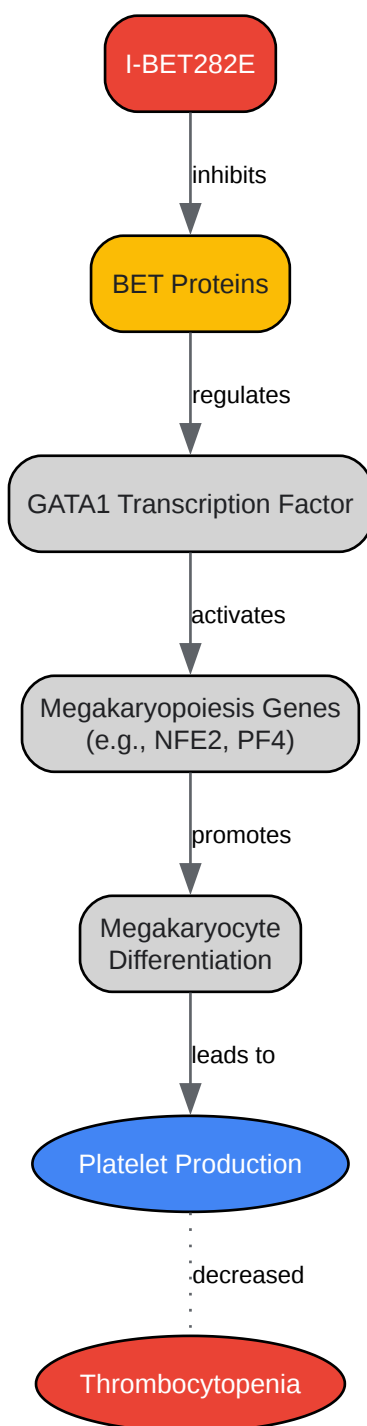 I-BET282E
inhibits
BET Proteins
regulates
GATA1 Transcription Factor
activates
Megakaryopoiesis Genes
(e.g., NFE2, PF4)
promotes
Megakaryocyte
Differentiation
leads to
Platelet Production
decreased
Thrombocytopenia